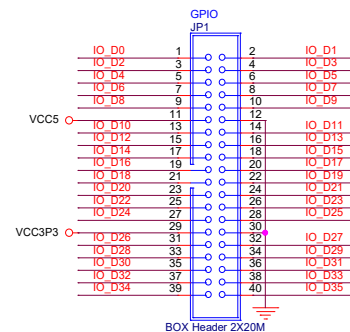 GPIO
JP1
IO_D0 1 2 IO_D1
IO_D2 3 4 IO_D3
IO_D4 5 6 IO_D5
IO_D6 7 8 IO_D7
IO_D8 9 10 IO_D9
VCC5 11 12
IO_D10 13 14 IO_D11
IO_D12 15 16 IO_D13
IO_D14 17 18 IO_D15
IO_D16 19 20 IO_D17
IO_D18 21 22 IO_D19
IO_D20 23 24 IO_D21
IO_D22 25 26 IO_D23
IO_D24 27 28 IO_D25
VCC3P3 29 30
IO_D26 31 32 IO_D27
IO_D28 33 34 IO_D29
IO_D30 35 36 IO_D31
IO_D32 37 38 IO_D33
IO_D34 39 40 IO_D35
BOX Header 2X20M